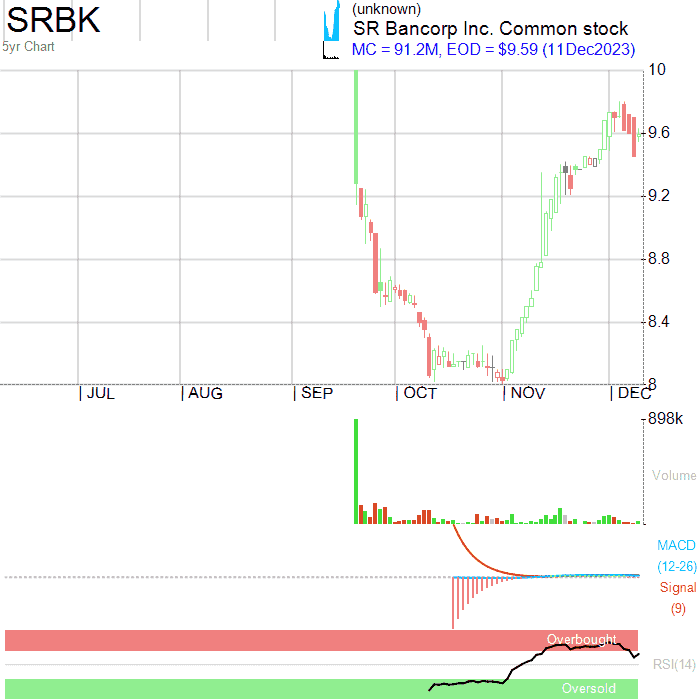 SRBK
5yr Chart
(unknown)
SR Bancorp Inc. Common stock
MC = 91.2M, EOD = $9.59 (11Dec2023)
10
9.6
9.2
8.8
8.4
8
JUL AUG SEP OCT NOV DEC
898k
Volume
MACD
(12-26)
Signal
(9)
Overbought
RSI(14)
Oversold